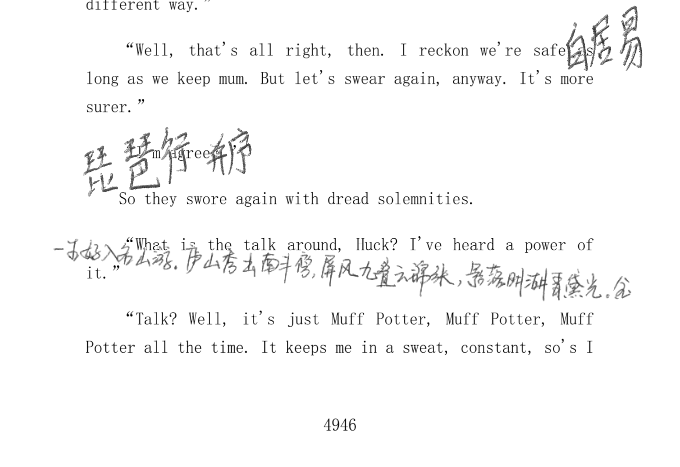 different way."
白居易
“Well, that's all right, then. I reckon we're safe as
long as we keep mum. But let's swear again, anyway. It's more
surer.”
琵琶行 并序
agree
So they swore again with dread solemnities.
“What is the talk around, Huck? I've heard a power of
一生好入名山游。庐山秀出南斗傍，屏风九叠云锦张，影落明湖青黛光。金
it.”
“Talk? Well, it's just Muff Potter, Muff Potter, Muff
Potter all the time. It keeps me in a sweat, constant, so's I
4946